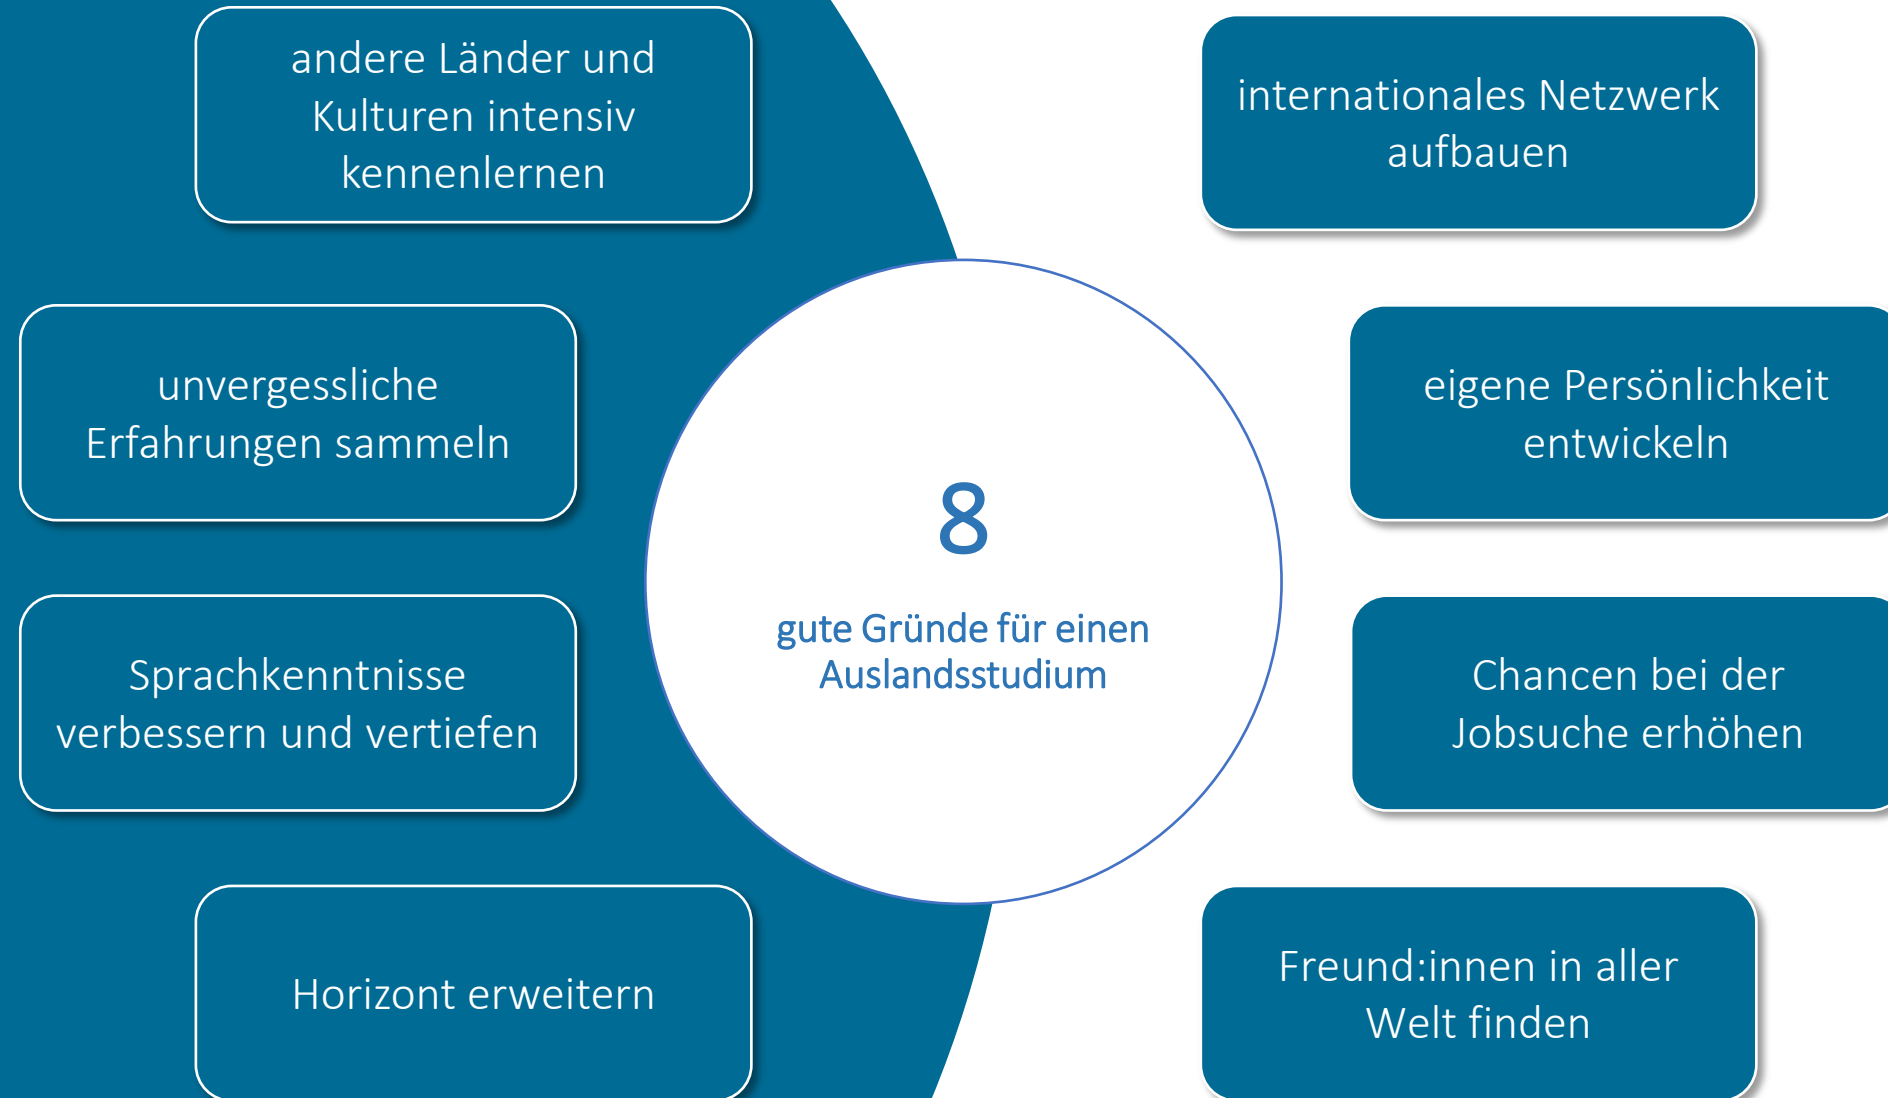 andere Länder und
Kulturen intensiv
kennenlernen
unvergessliche
Erfahrungen sammeln
Sprachkenntnisse
verbessern und vertiefen
Horizont erweitern
8
gute Gründe für einen
Auslandsstudium
internationales Netzwerk
aufbauen
eigene Persönlichkeit
entwickeln
Chancen bei der
Jobsuche erhöhen
Freund:innen in aller
Welt finden